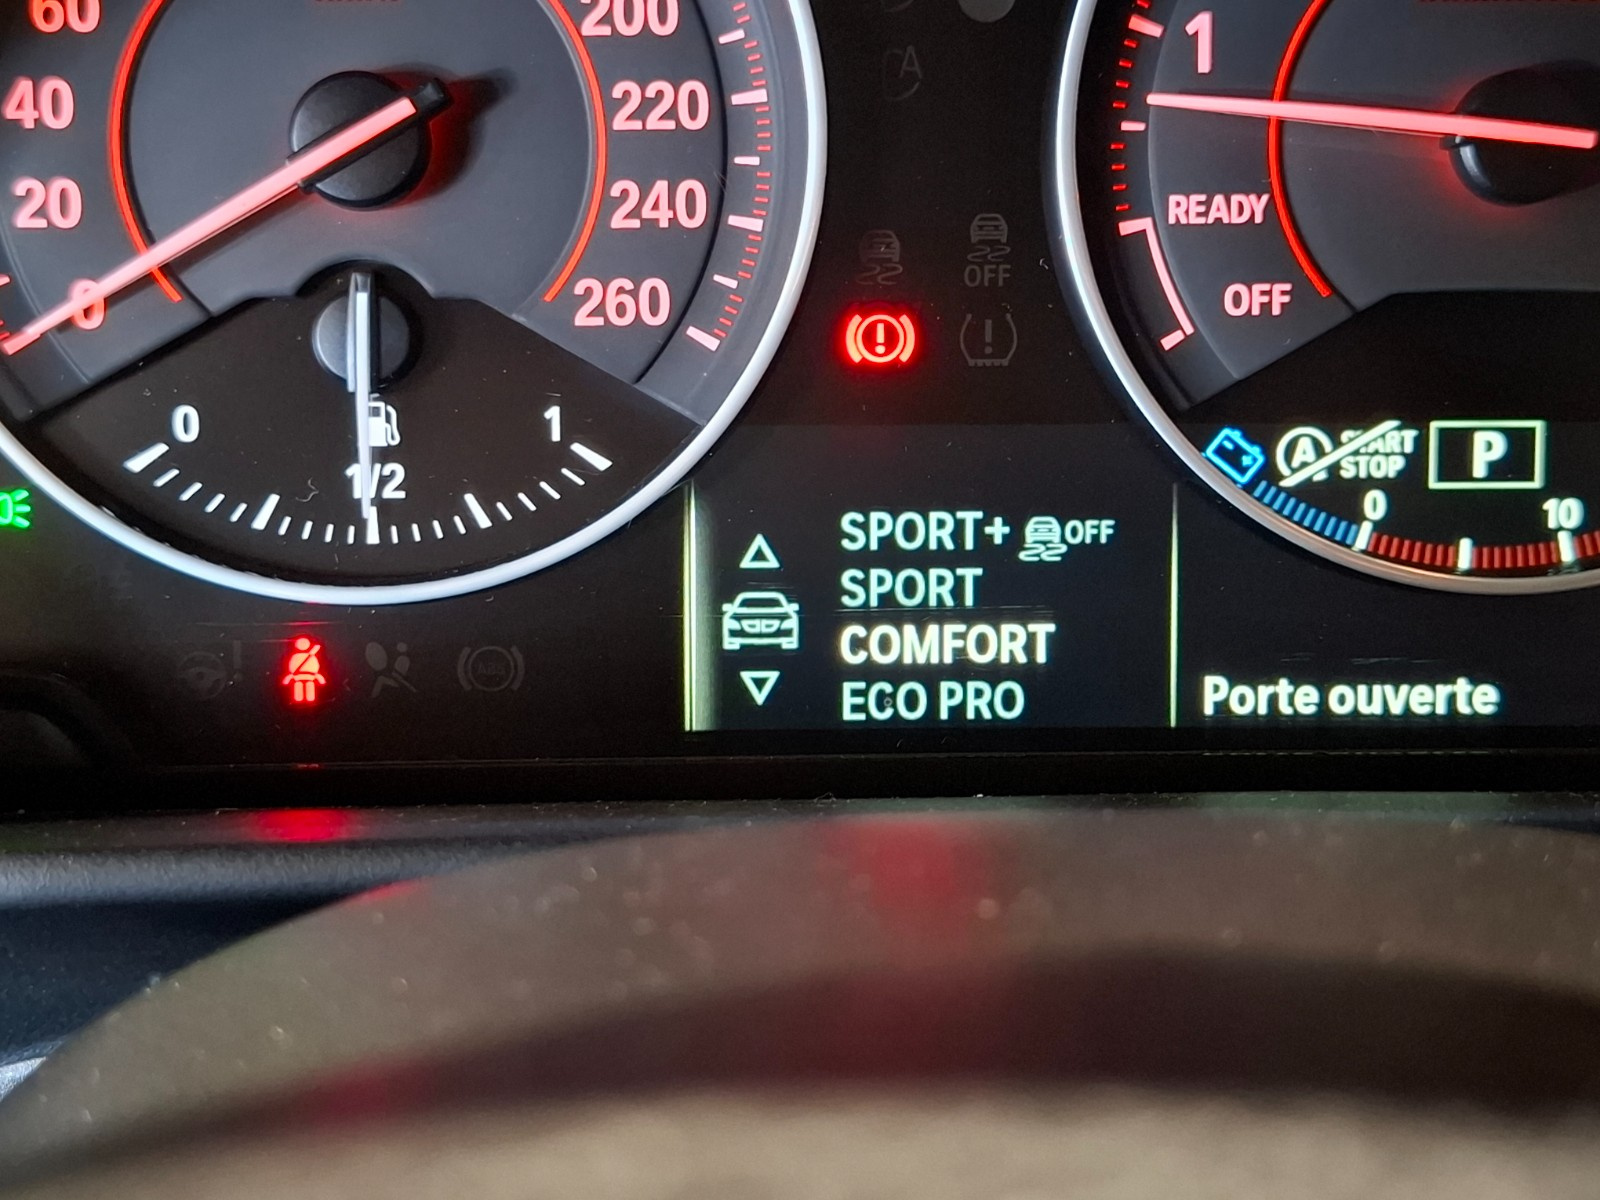 60
40
20
0
200
220
240
260
0
1/2
1
1
READY
OFF
OFF
A
A
START
STOP
P
0
10
SPORT+ OFF
SPORT
COMFORT
ECO PRO
Porte ouverte